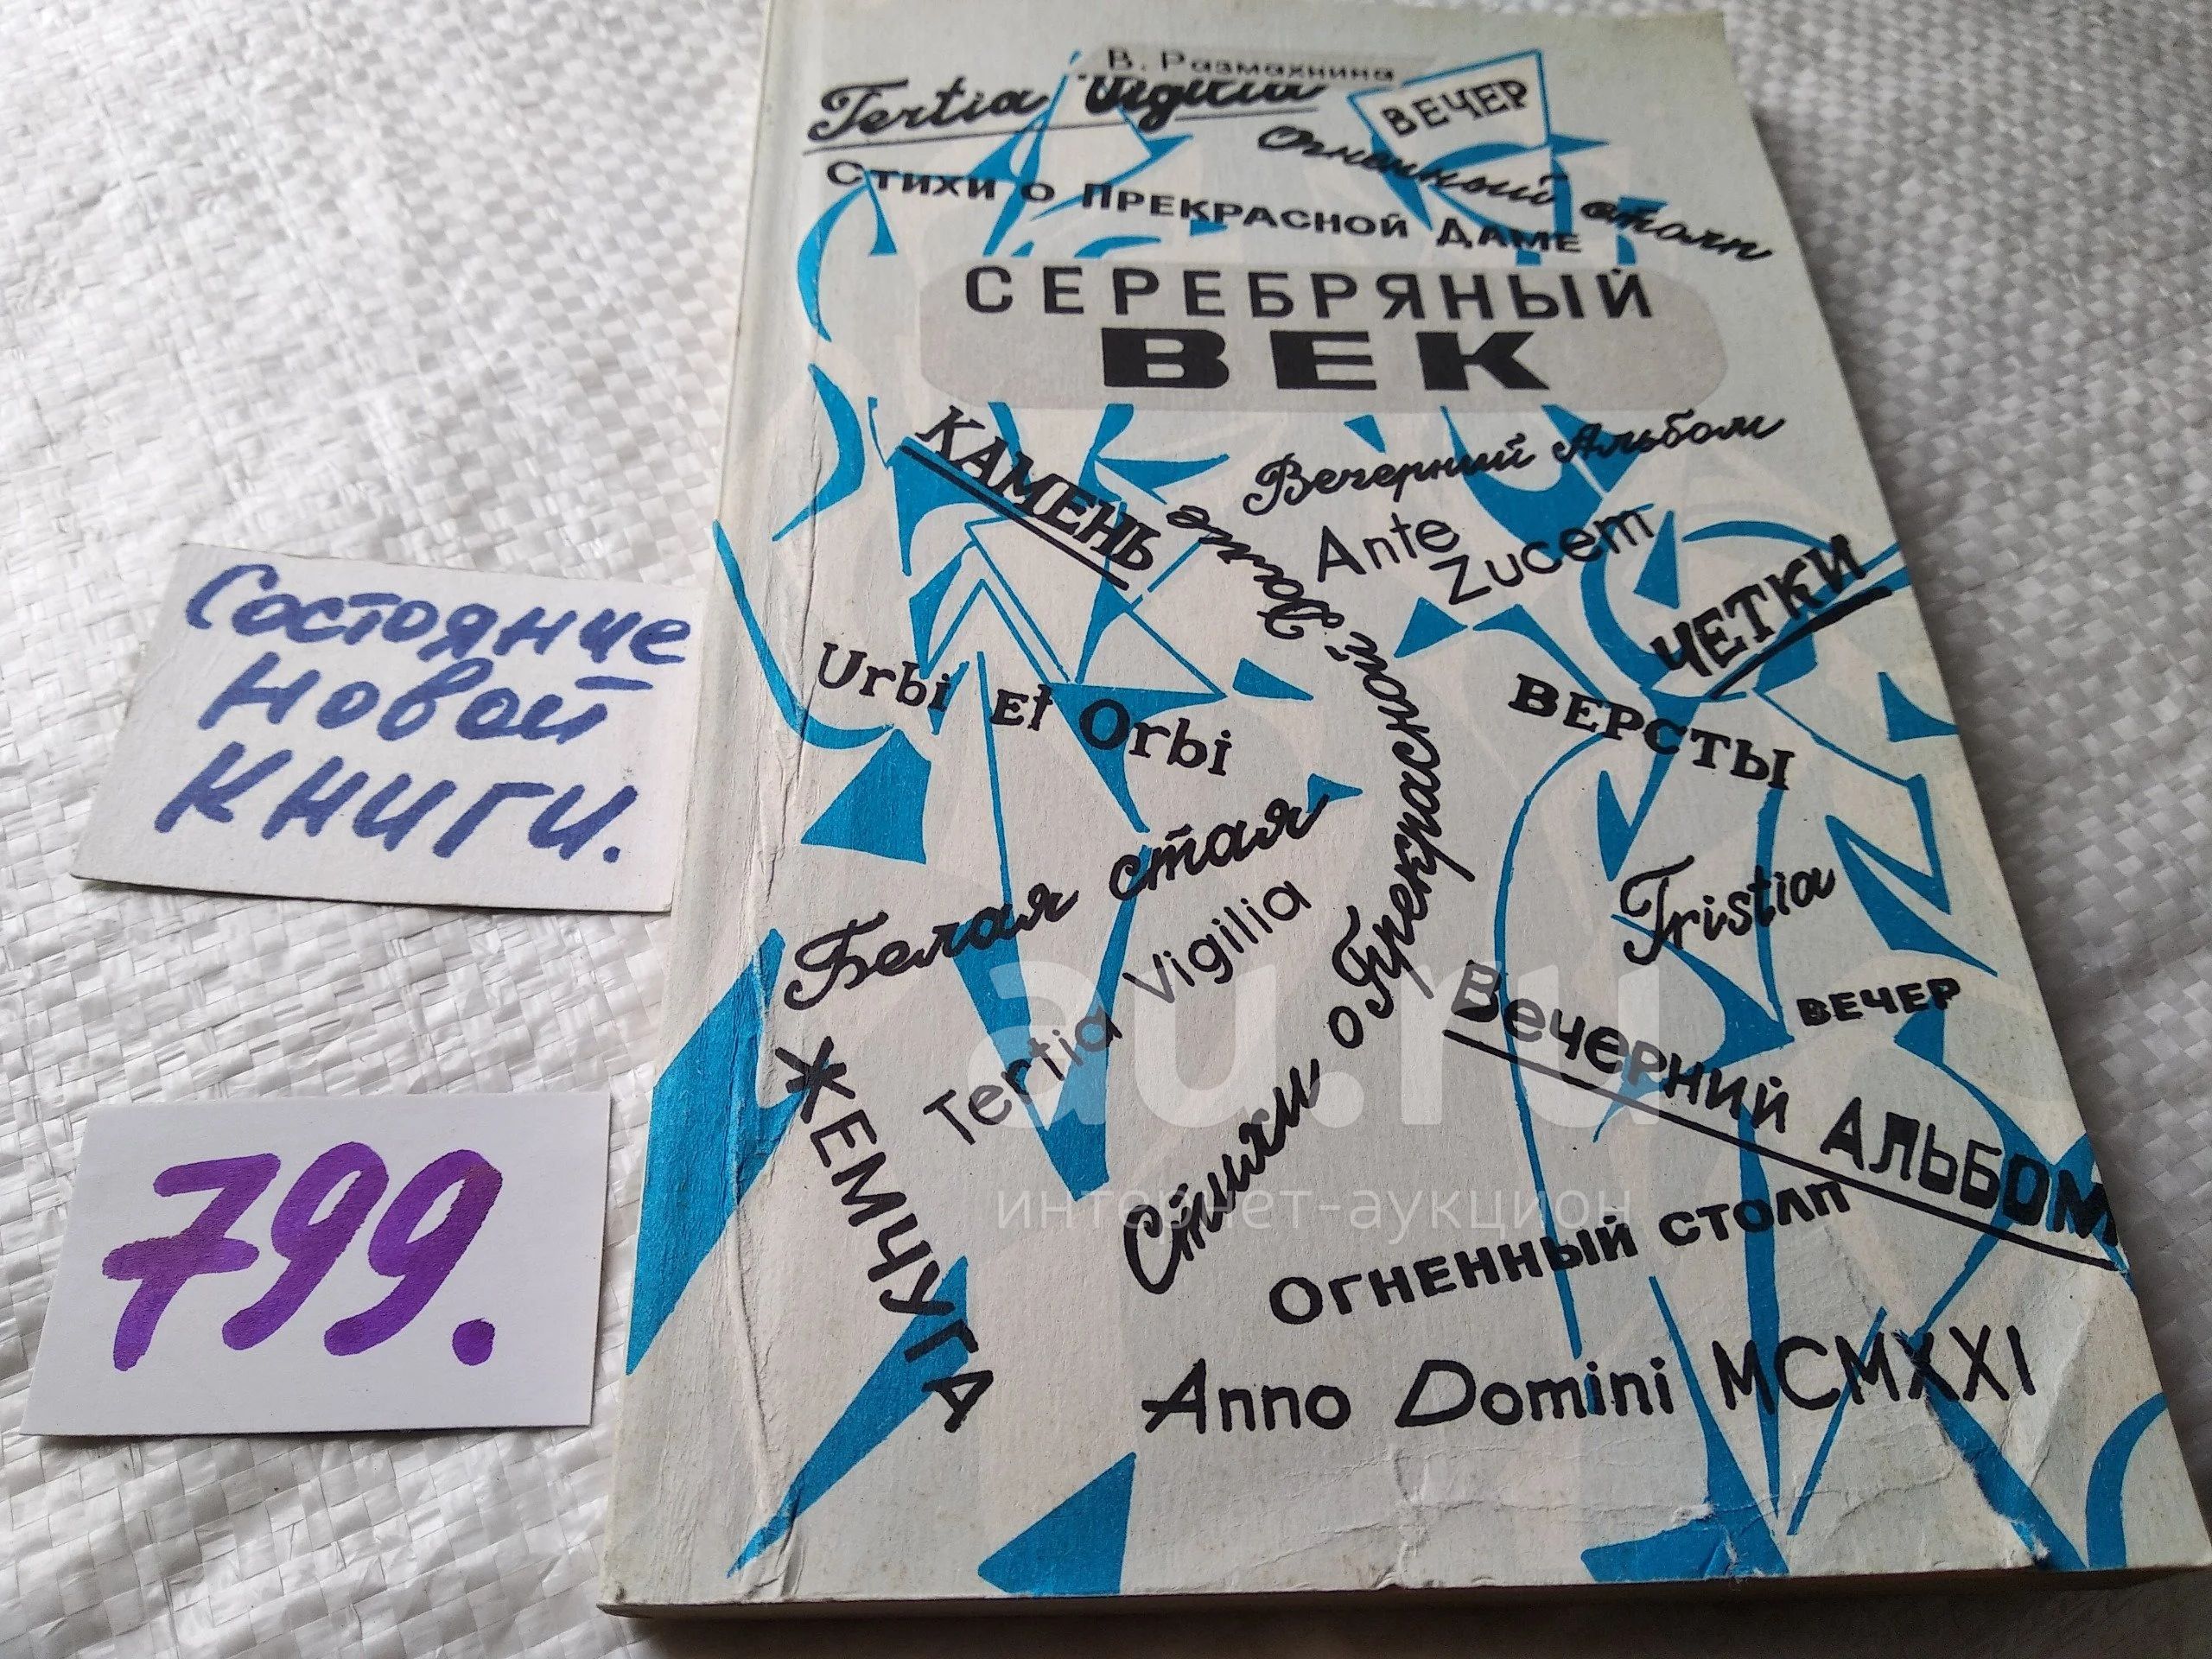 В. Размахнина
Tertia Vigilia
ВЕЧЕР
Огненный столп
СТИХИ О ПРЕКРАСНОЙ ДАМЕ
СЕРЕБРЯНЫЙ
ВЕК
КАМЕНЬ
Вечерний Альбом
Ante
Zucem
ЧЕТКИ
Urbi Et Orbi
ВЕРСТЫ
Белая стая
Tristia
Tertia Vigilia
Стихи о Прекрасной Даме
ВЕЧЕР
ВЕЧЕРНИЙ АЛЬБОМ
ЖЕМЧУГА
ОГНЕННЫЙ СТОЛП
Anno Domini MCMXXI
Состояние
новой
книги.
799.
au.ru
интернет-аукцион